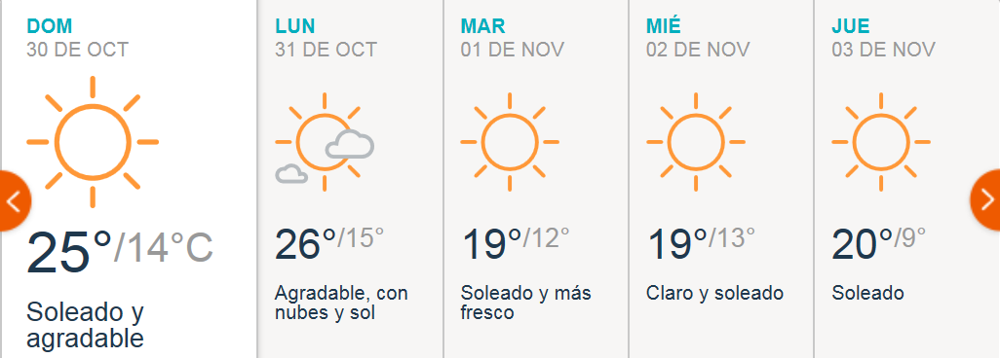 DOM
30 DE OCT
25°/14°C
Soleado y
agradable
LUN
31 DE OCT
26°/15°
Agradable, con
nubes y sol
MAR
01 DE NOV
19°/12°
Soleado y más
fresco
MIÉ
02 DE NOV
19°/13°
Claro y soleado
JUE
03 DE NOV
20°/9°
Soleado